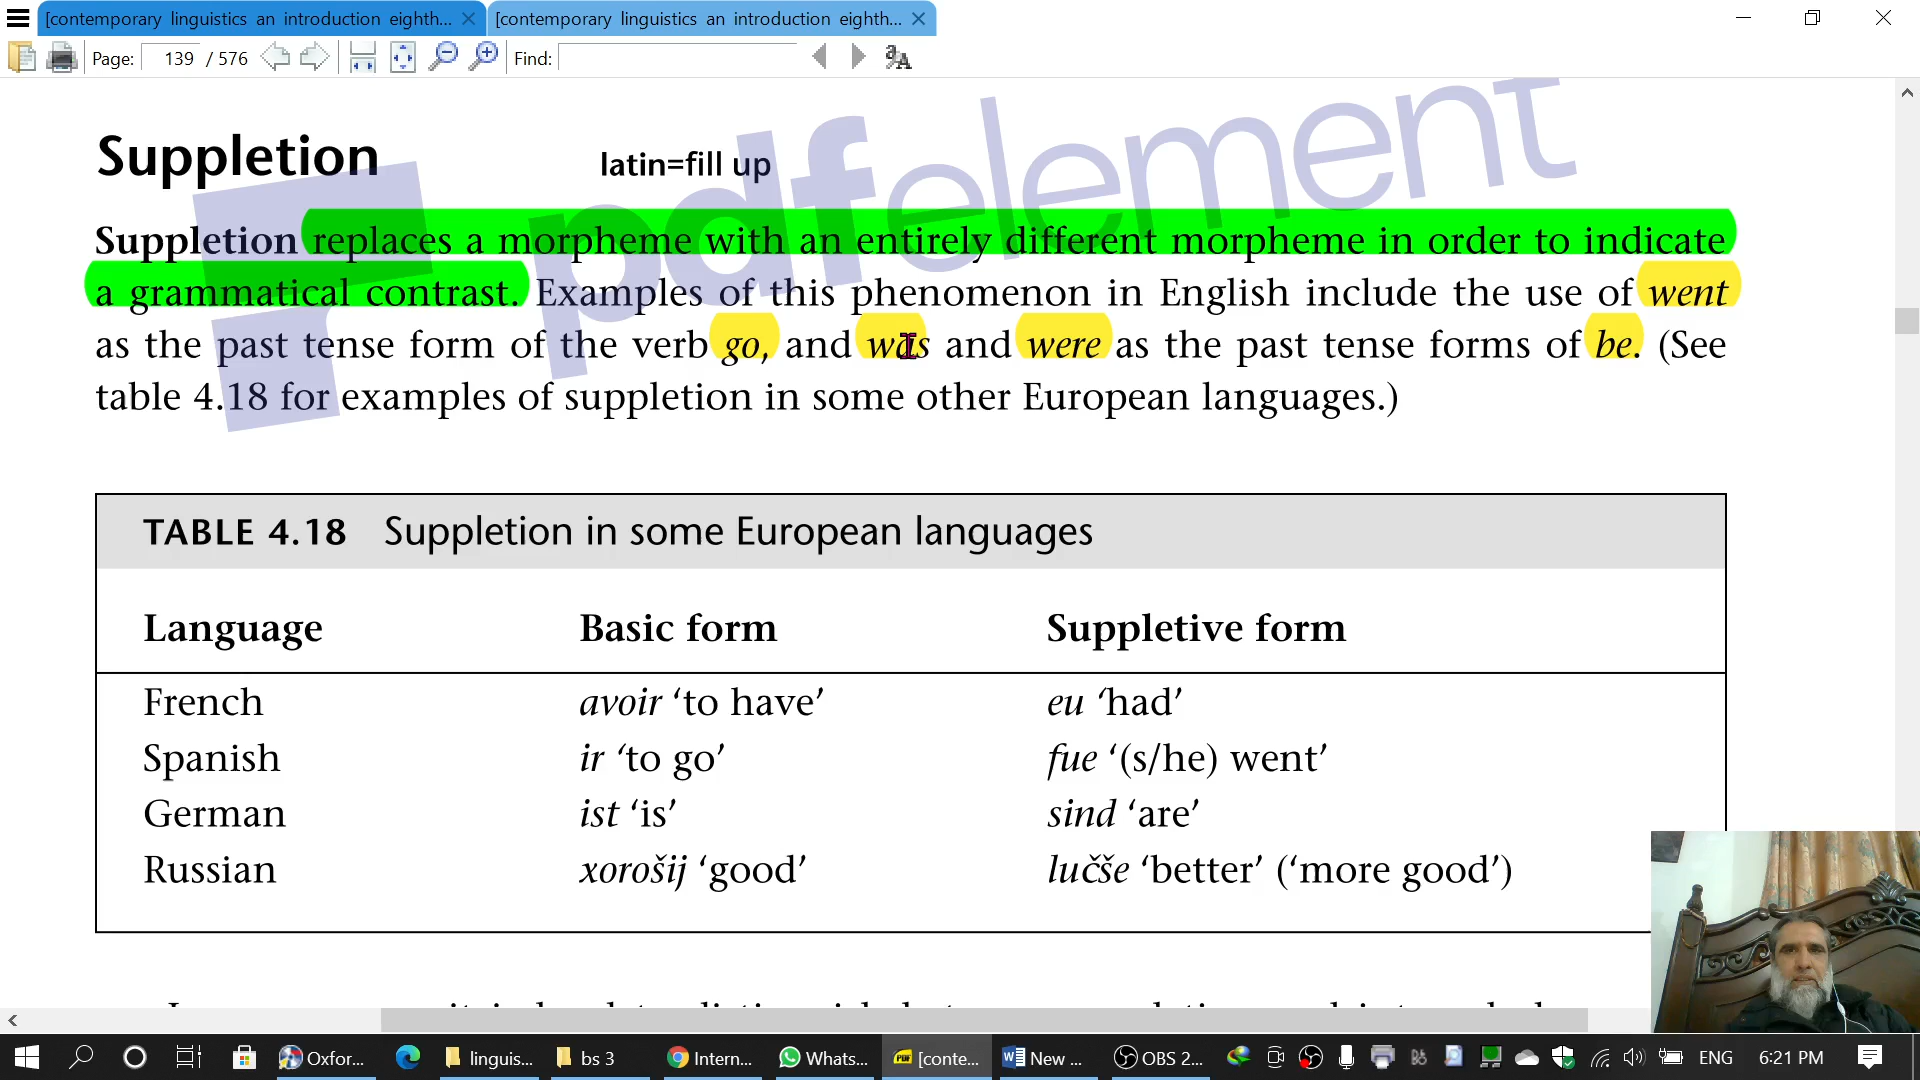 [contemporary linguistics an introduction eighth...
[contemporary linguistics an introduction eighth...
Page: 139 / 576 Find:
pdfelement
Suppletion latin=fill up
Suppletion replaces a morpheme with an entirely different morpheme in order to indicate
a grammatical contrast. Examples of this phenomenon in English include the use of went
as the past tense form of the verb go, and was and were as the past tense forms of be. (See
table 4.18 for examples of suppletion in some other European languages.)
TABLE 4.18 Suppletion in some European languages
Language Basic form Suppletive form
French avoir ‘to have’ eu ‘had’
Spanish ir ‘to go’ fue ‘(s/he) went’
German ist ‘is’ sind ‘are’
Russian xorošij ‘good’ lučše ‘better’ (‘more good’)
Oxfor... linguis... bs 3 Intern... Whats... [conte... New ... OBS 2... ENG 6:21 PM